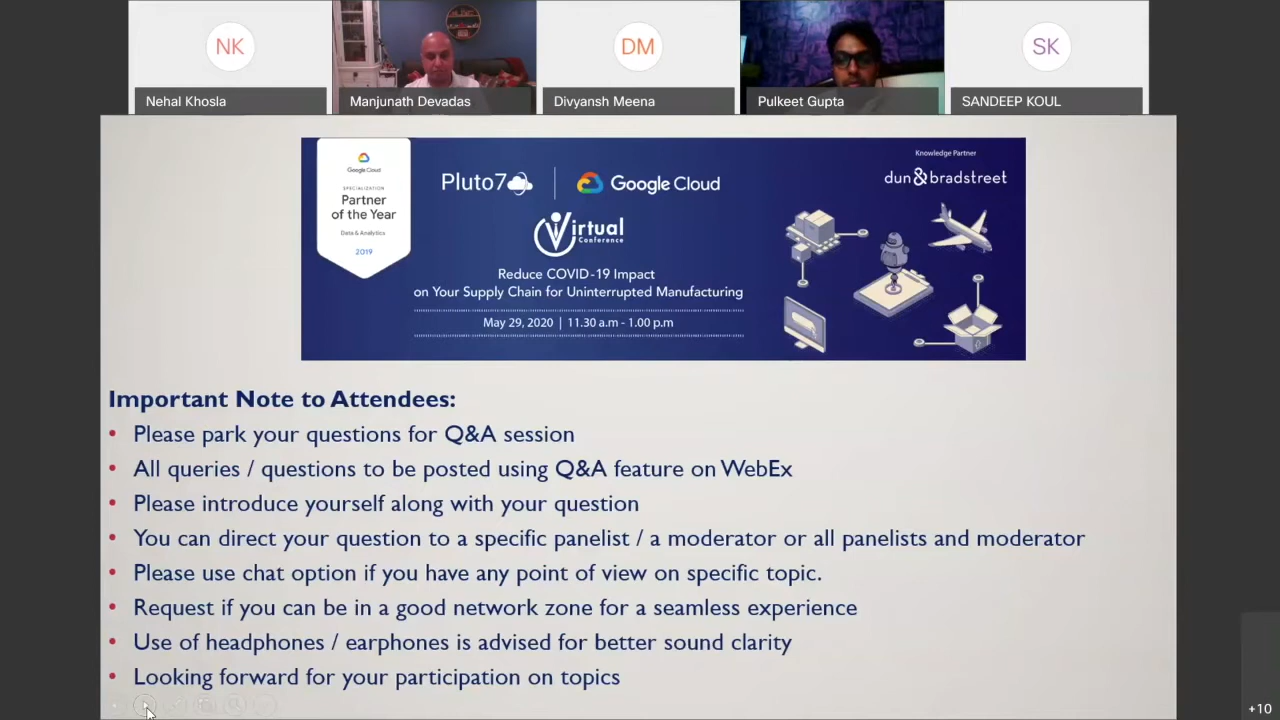 NK
DM
SK
Nehal Khosla
Manjunath Devadas
Divyansh Meena
Pulkeet Gupta
SANDEEP KOUL
Google Cloud
SPECIALIZATION
Partner
of the Year
Data & Analytics
2019
Pluto7
Google Cloud
Virtual
Conference
Reduce COVID-19 Impact
on Your Supply Chain for Uninterrupted Manufacturing
May 29, 2020 | 11.30 a.m - 1.00 p.m
Knowledge Partner
dun & bradstreet
Important Note to Attendees:
• Please park your questions for Q&A session
• All queries / questions to be posted using Q&A feature on WebEx
• Please introduce yourself along with your question
• You can direct your question to a specific panelist / a moderator or all panelists and moderator
• Please use chat option if you have any point of view on specific topic.
• Request if you can be in a good network zone for a seamless experience
• Use of headphones / earphones is advised for better sound clarity
• Looking forward for your participation on topics
+10